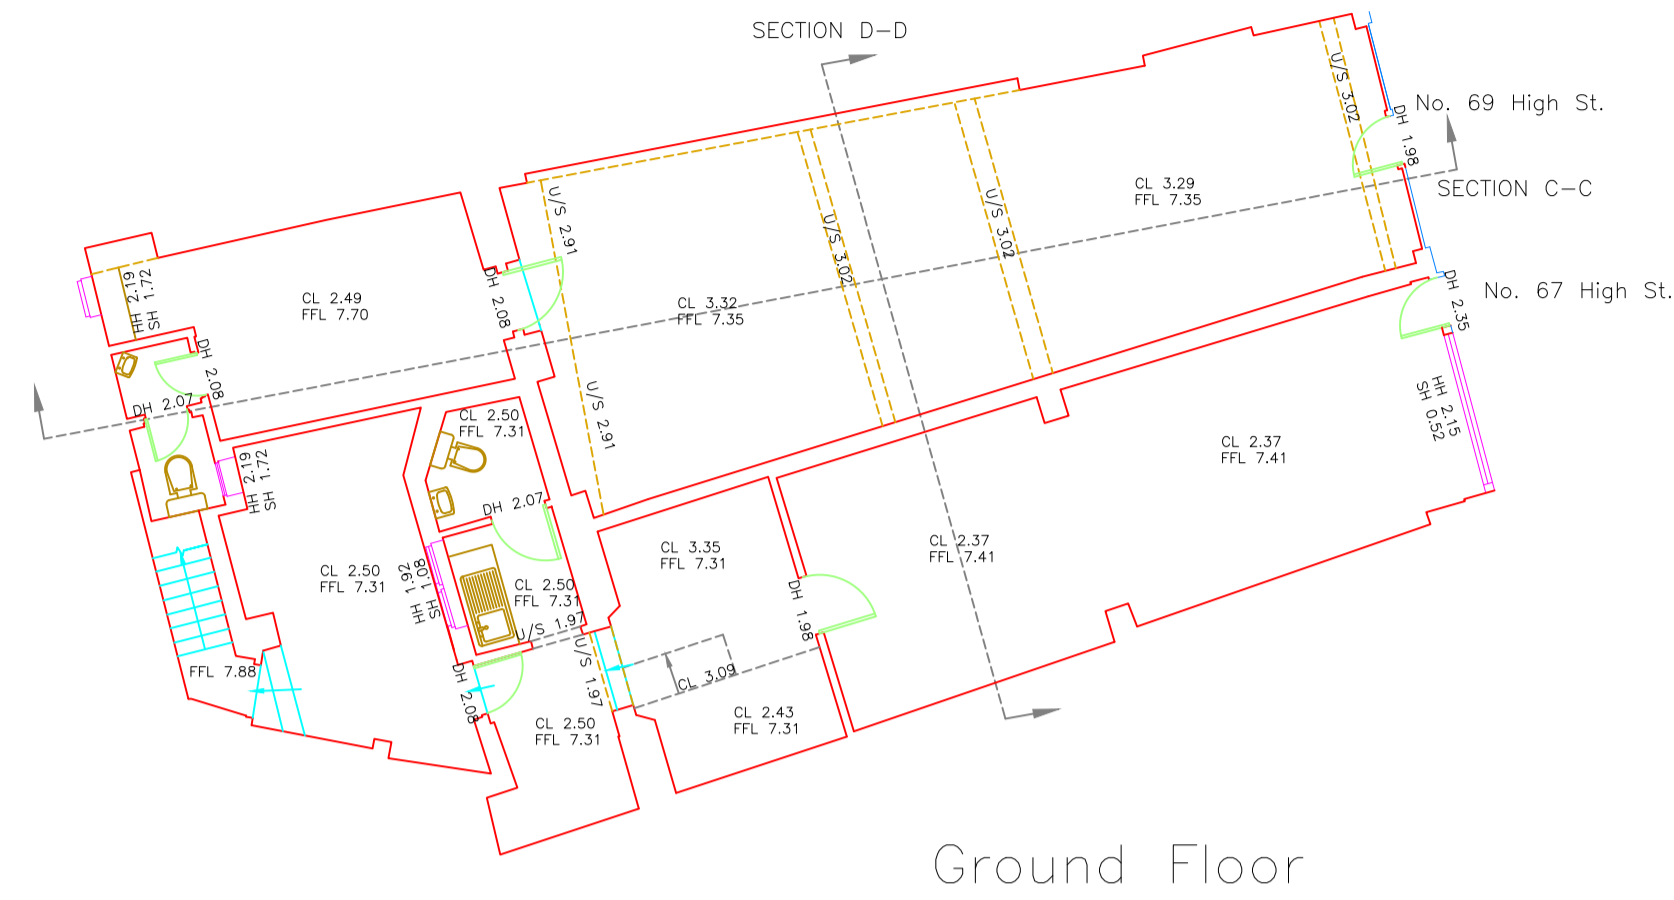 SECTION D-D
No. 69 High St.
U/S 3.02
DH 1.98
SECTION C-C
CL 3.29
FFL 7.35
U/S 2.91
U/S 3.02
U/S 3.02
DH 2.35
No. 67 High St.
HH 2.19
SH 1.72
CL 2.49
FFL 7.70
DH 2.08
CL 3.32
FFL 7.35
DH 2.08
DH 2.07
U/S 2.91
CL 2.50
FFL 7.31
HH 2.15
SH 0.52
CL 2.37
FFL 7.41
HH 2.19
SH 1.72
DH 2.07
CL 3.35
FFL 7.31
CL 2.37
FFL 7.41
CL 2.50
FFL 7.31
HH 1.92
SH 1.08
CL 2.50
FFL 7.31
DH 1.98
U/S 1.97
U/S 1.97
FFL 7.88
DH 2.08
CL 3.09
CL 2.50
FFL 7.31
CL 2.43
FFL 7.31
Ground Floor